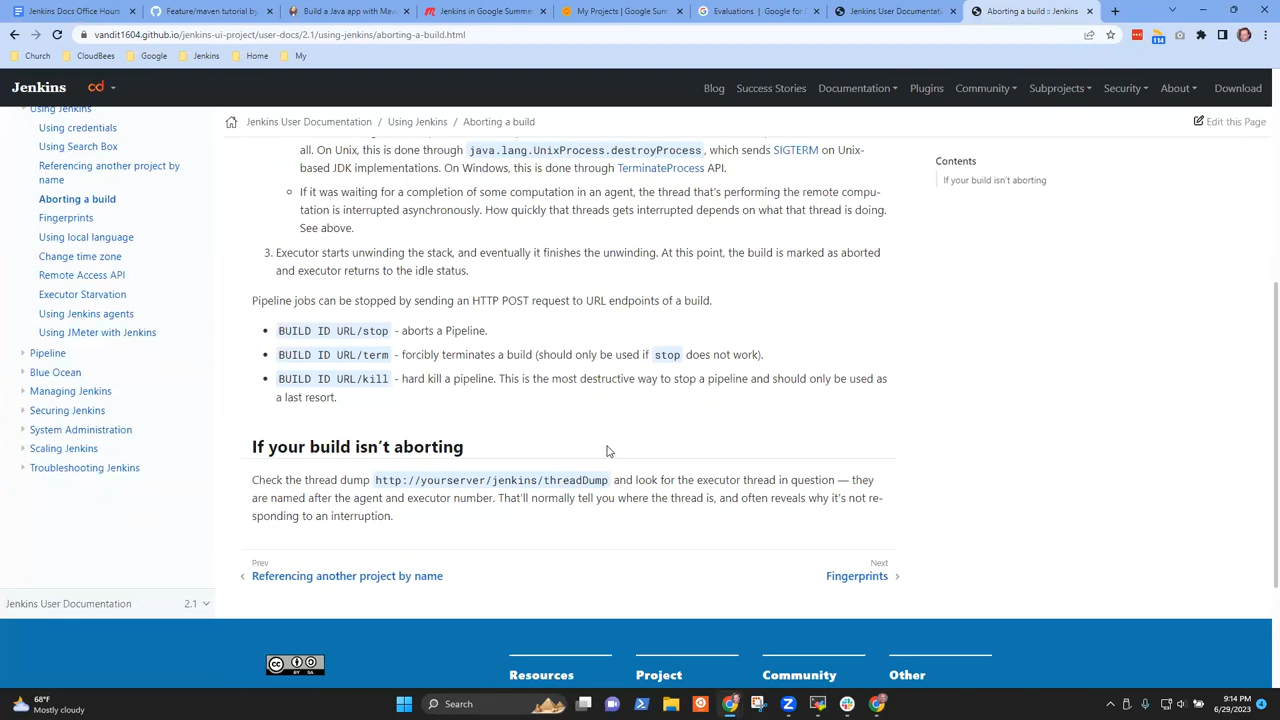 Jenkins Docs Office Hours
Feature/maven tutorial by
Build a Java app with Mave
Jenkins in Google Summer
My Projects | Google Sum
Evaluations | Google for
Jenkins User Documentatio
Aborting a build :: Jenkins
vandit1604.github.io/jenkins-ui-project/user-docs/2.1/using-jenkins/aborting-a-build.html
114
Church
CloudBees
Google
Jenkins
Home
My
Jenkins
cd
Blog
Success Stories
Documentation
Plugins
Community
Subprojects
Security
About
Download
Using Jenkins
Using credentials
Using Search Box
Referencing another project by
name
Aborting a build
Fingerprints
Using local language
Change time zone
Remote Access API
Executor Starvation
Using Jenkins agents
Using JMeter with Jenkins
Pipeline
Blue Ocean
Managing Jenkins
Securing Jenkins
System Administration
Scaling Jenkins
Troubleshooting Jenkins
Jenkins User Documentation 2.1
Jenkins User Documentation / Using Jenkins / Aborting a build
Edit this Page
all. On Unix, this is done through java.lang.UnixProcess.destroyProcess, which sends SIGTERM on Unix-
based JDK implementations. On Windows, this is done through TerminateProcess API.
If it was waiting for a completion of some computation in an agent, the thread that's performing the remote compu-
tation is interrupted asynchronously. How quickly that threads gets interrupted depends on what that thread is doing.
See above.
3. Executor starts unwinding the stack, and eventually it finishes the unwinding. At this point, the build is marked as aborted
and executor returns to the idle status.
Pipeline jobs can be stopped by sending an HTTP POST request to URL endpoints of a build.
• BUILD ID URL/stop - aborts a Pipeline.
• BUILD ID URL/term - forcibly terminates a build (should only be used if stop does not work).
• BUILD ID URL/kill - hard kill a pipeline. This is the most destructive way to stop a pipeline and should only be used as
a last resort.
If your build isn't aborting
Check the thread dump http://yourserver/jenkins/threadDump and look for the executor thread in question — they
are named after the agent and executor number. That'll normally tell you where the thread is, and often reveals why it's not re-
sponding to an interruption.
Prev
Referencing another project by name
Next
Fingerprints
Contents
If your build isn't aborting
Resources
Project
Community
Other
68°F
Mostly cloudy
Search
9:14 PM
6/29/2023